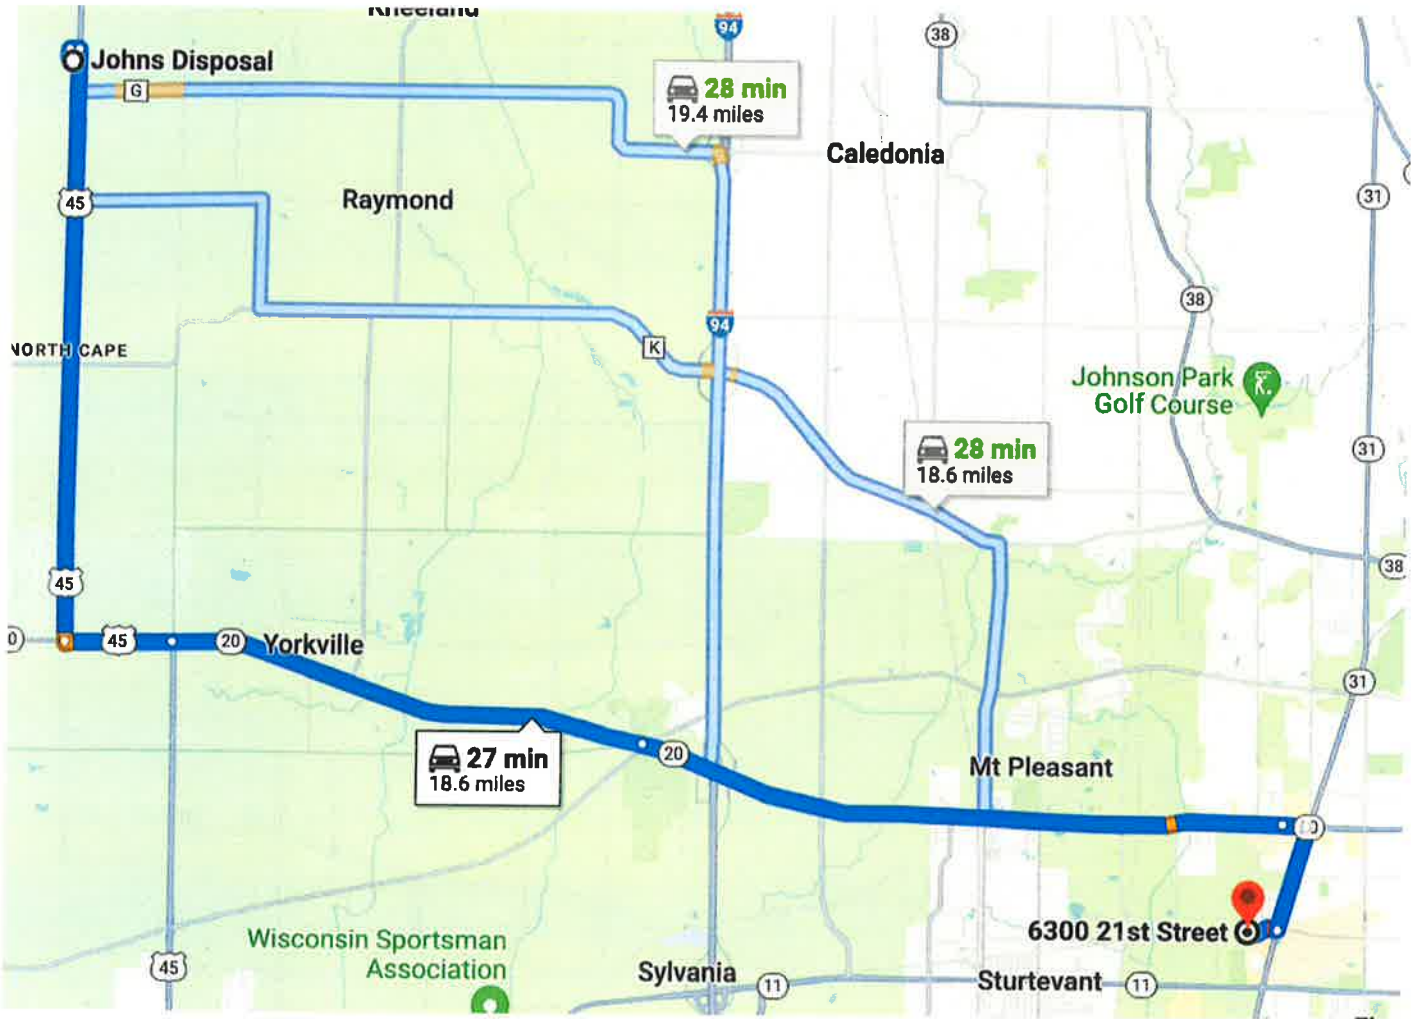 Kneeland
94
38
Johns Disposal
G
28 min
19.4 miles
Caledonia
45
Raymond
31
38
94
NORTH CAPE
K
Johnson Park
Golf Course
28 min
18.6 miles
31
38
45
45
20
Yorkville
31
27 min
18.6 miles
20
Mt Pleasant
6300 21st Street
Wisconsin Sportsman
Association
45
Sylvania
11
Sturtevant
11